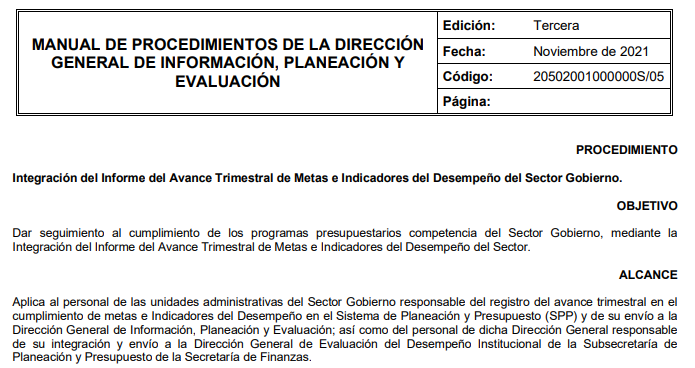 MANUAL DE PROCEDIMIENTOS DE LA DIRECCIÓN
GENERAL DE INFORMACIÓN, PLANEACIÓN Y
EVALUACIÓN
Edición: Tercera
Fecha: Noviembre de 2021
Código: 20502001000000S/05
Página:
PROCEDIMIENTO
Integración del Informe del Avance Trimestral de Metas e Indicadores del Desempeño del Sector Gobierno.
OBJETIVO
Dar seguimiento al cumplimiento de los programas presupuestarios competencia del Sector Gobierno, mediante la
Integración del Informe del Avance Trimestral de Metas e Indicadores del Desempeño del Sector.
ALCANCE
Aplica al personal de las unidades administrativas del Sector Gobierno responsable del registro del avance trimestral en el
cumplimiento de metas e Indicadores del Desempeño en el Sistema de Planeación y Presupuesto (SPP) y de su envío a la
Dirección General de Información, Planeación y Evaluación; así como del personal de dicha Dirección General responsable
de su integración y envío a la Dirección General de Evaluación del Desempeño Institucional de la Subsecretaría de
Planeación y Presupuesto de la Secretaría de Finanzas.